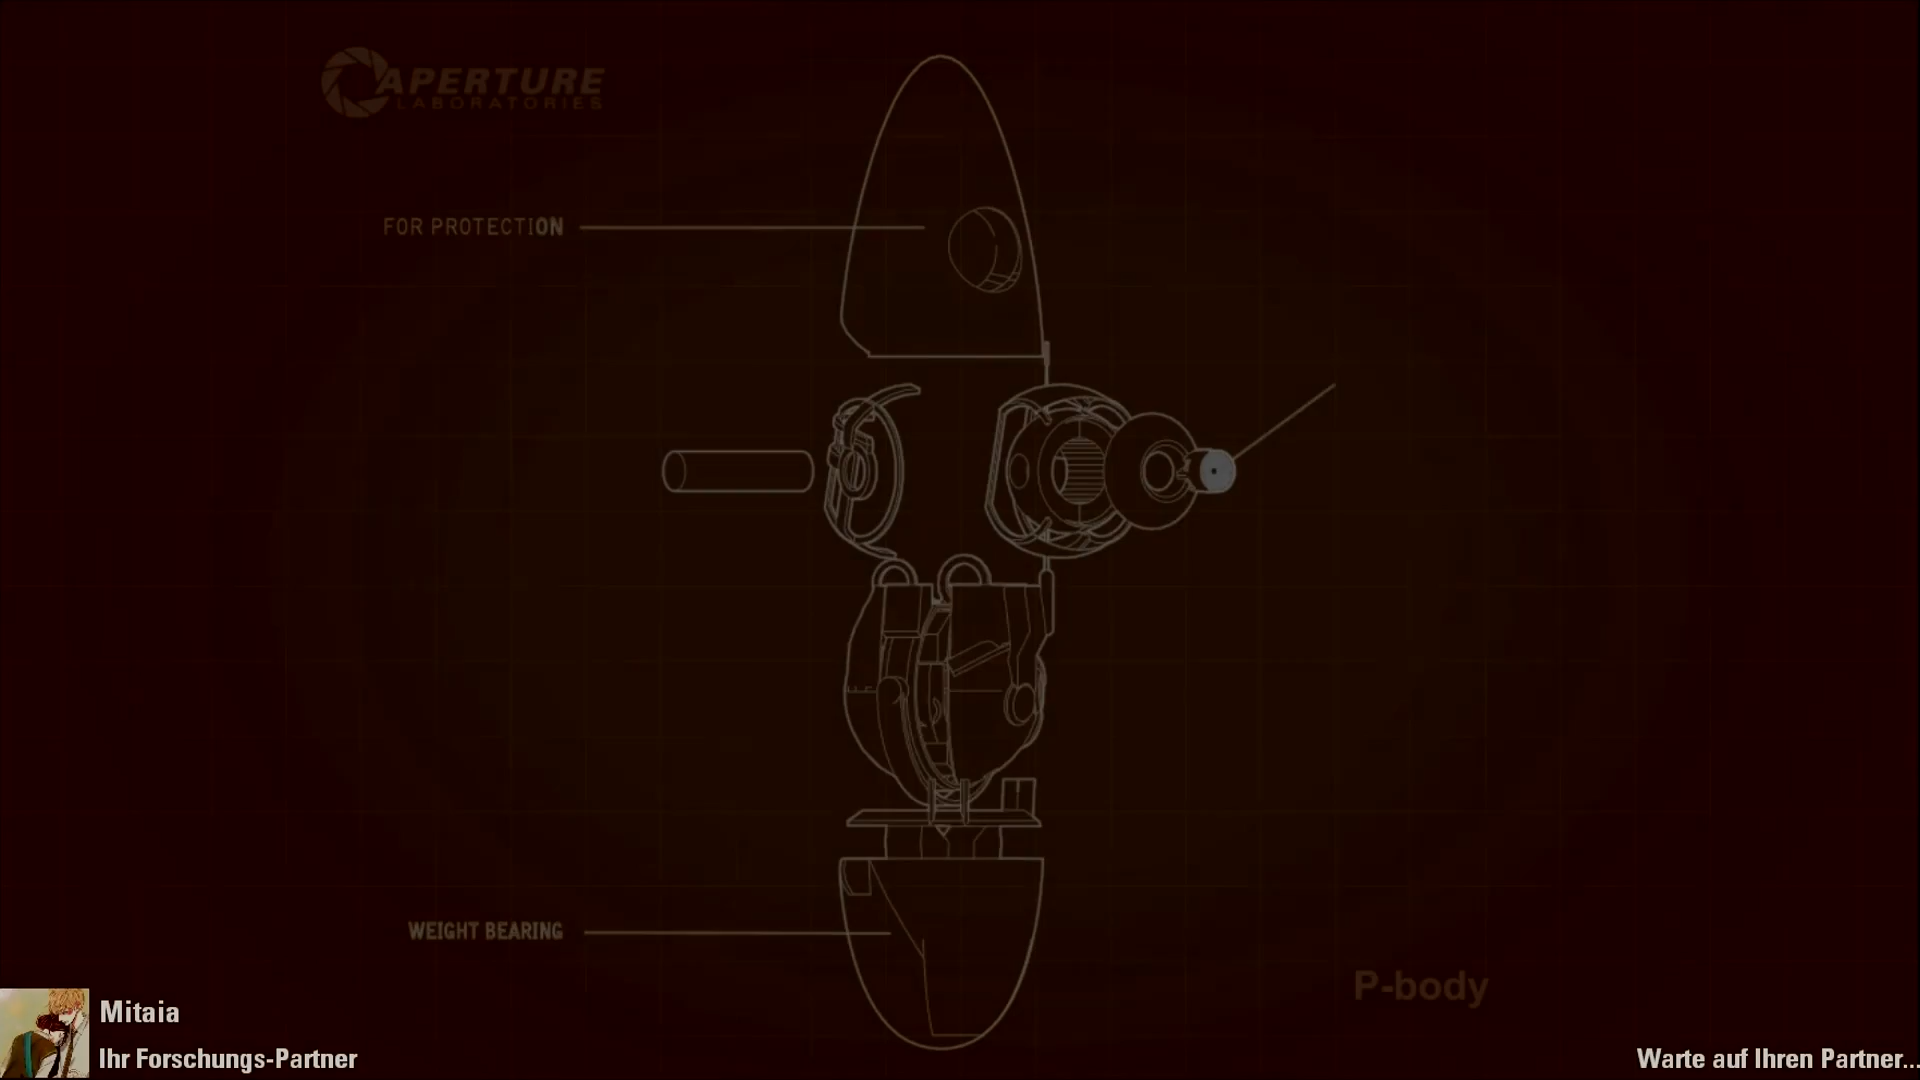 APERTURE
LABORATORIES
FOR PROTECTION
WEIGHT BEARING
P-body
Mitaia
Ihr Forschungs-Partner
Warte auf Ihren Partner...